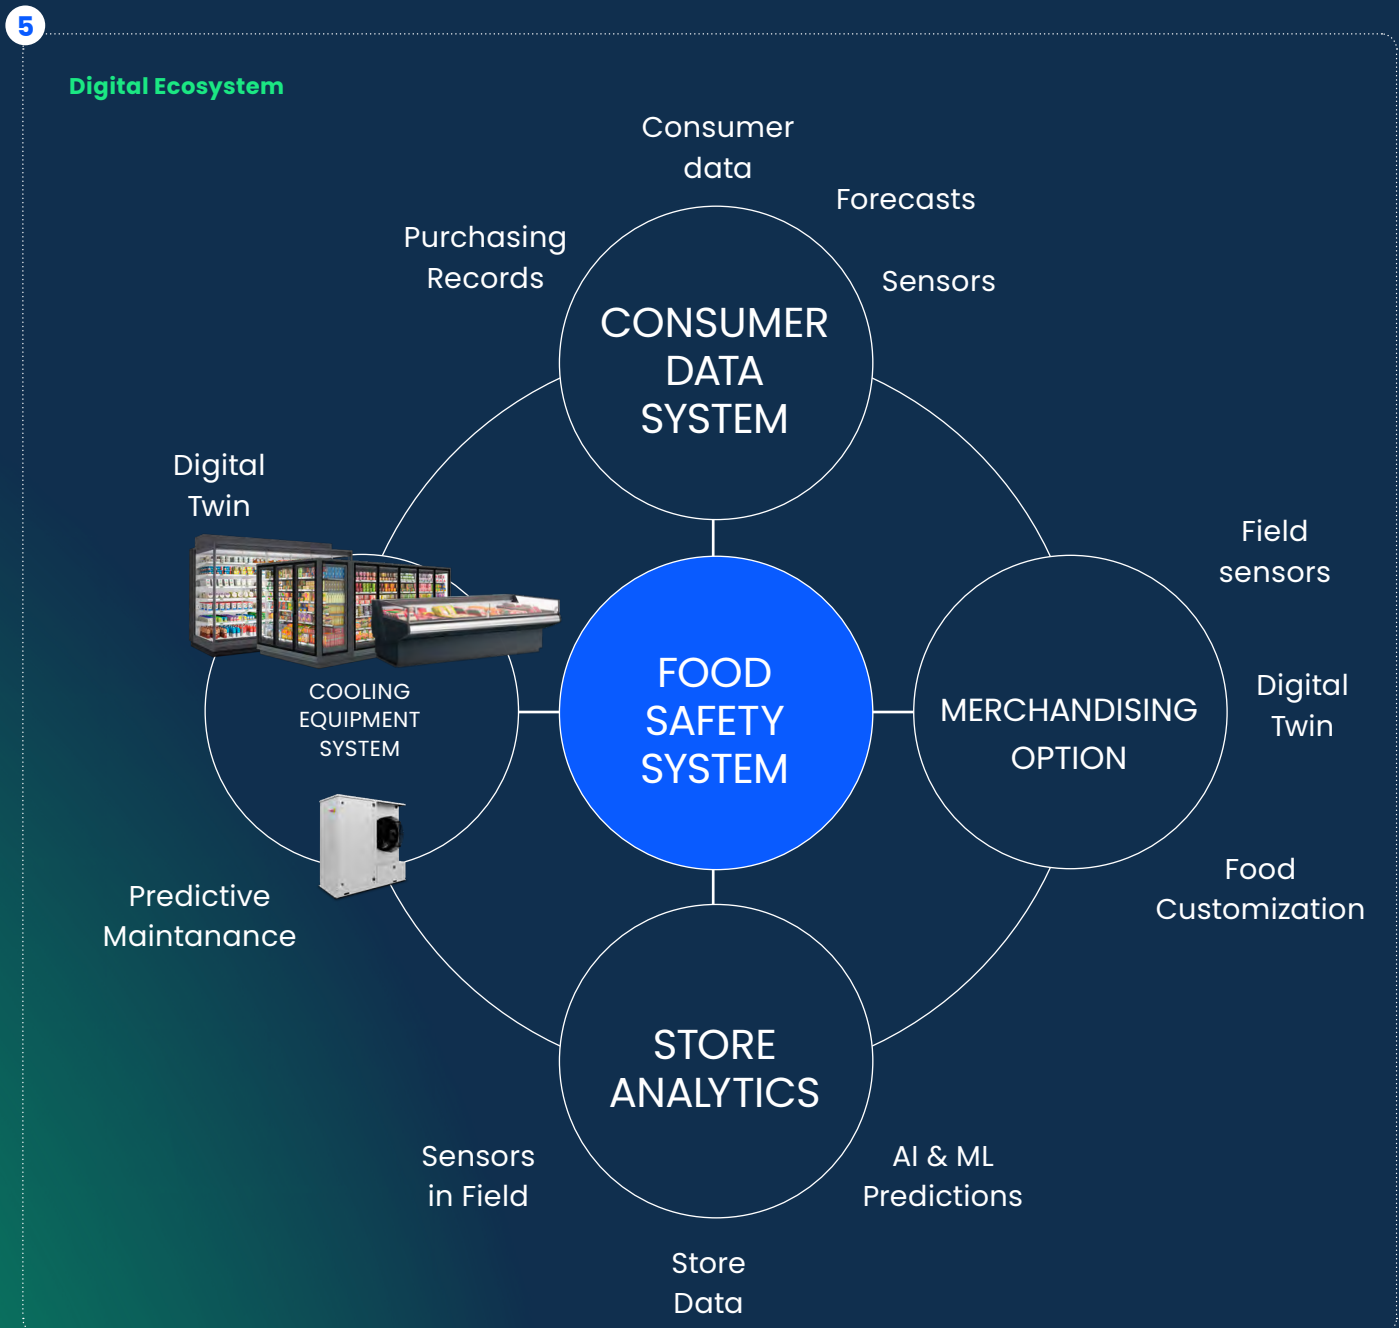 5
Digital Ecosystem
Consumer
data
Forecasts
Purchasing
Records
Sensors
CONSUMER
DATA
SYSTEM
Digital
Twin
Field
sensors
COOLING
EQUIPMENT
SYSTEM
FOOD
SAFETY
SYSTEM
MERCHANDISING
OPTION
Digital
Twin
Predictive
Maintanance
Food
Customization
STORE
ANALYTICS
Sensors
in Field
AI & ML
Predictions
Store
Data